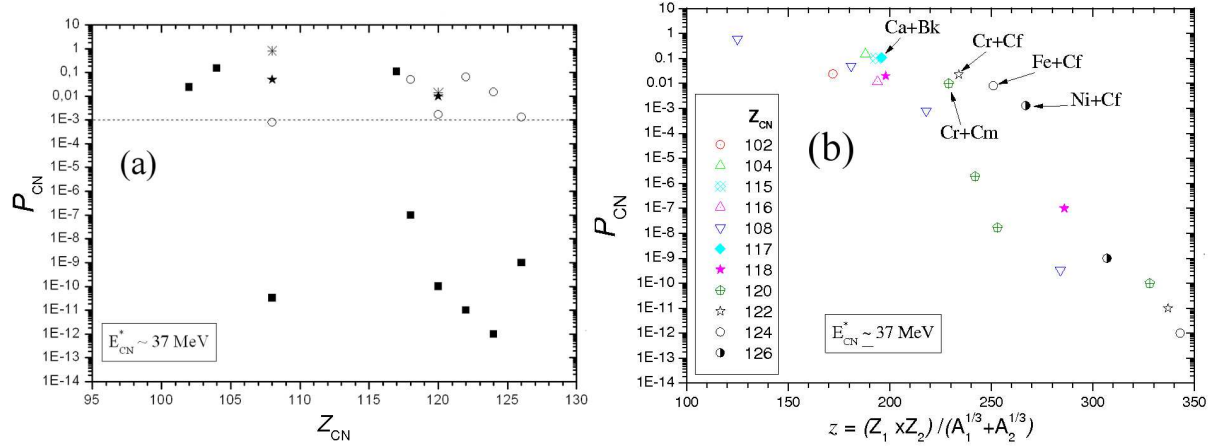 1
0,1
0,01
1E-3
1E-4
1E-5
1E-6
1E-7
1E-8
1E-9
1E-10
1E-11
1E-12
1E-13
1E-14
P_CN
(a)
E*_CN ~ 37 MeV
95 100 105 110 115 120 125 130
Z_CN
10
1
0.1
0.01
1E-3
1E-4
1E-5
1E-6
1E-7
1E-8
1E-9
1E-10
1E-11
1E-12
1E-13
1E-14
P_CN
(b)
Ca+Bk
Cr+Cf
Fe+Cf
Ni+Cf
Cr+Cm
Z_CN
102
104
115
116
108
117
118
120
122
124
126
E*_CN ~ 37 MeV
100 150 200 250 300 350
z = (Z_1 xZ_2) /(A_1^1/3+A_2^1/3)